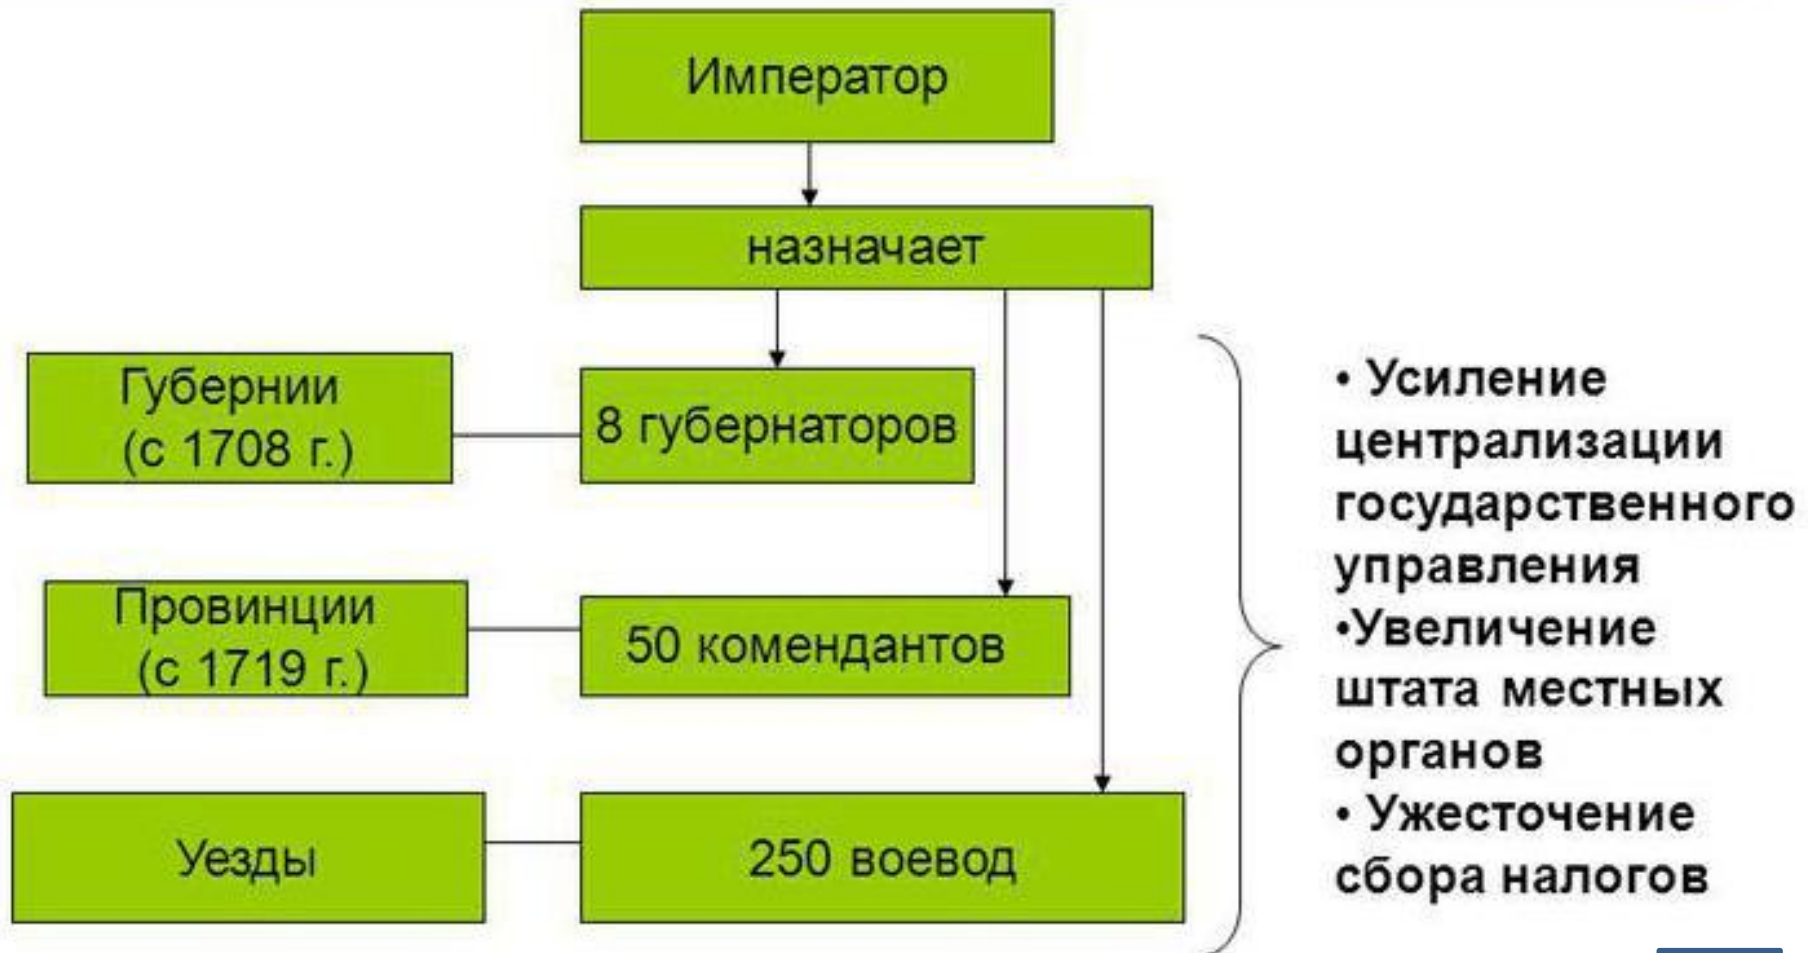 Император
назначает
Губернии
(с 1708 г.)
8 губернаторов
Провинции
(с 1719 г.)
50 комендантов
Уезды
250 воевод
• Усиление
централизации
государственного
управления
•Увеличение
штата местных
органов
• Ужесточение
сбора налогов